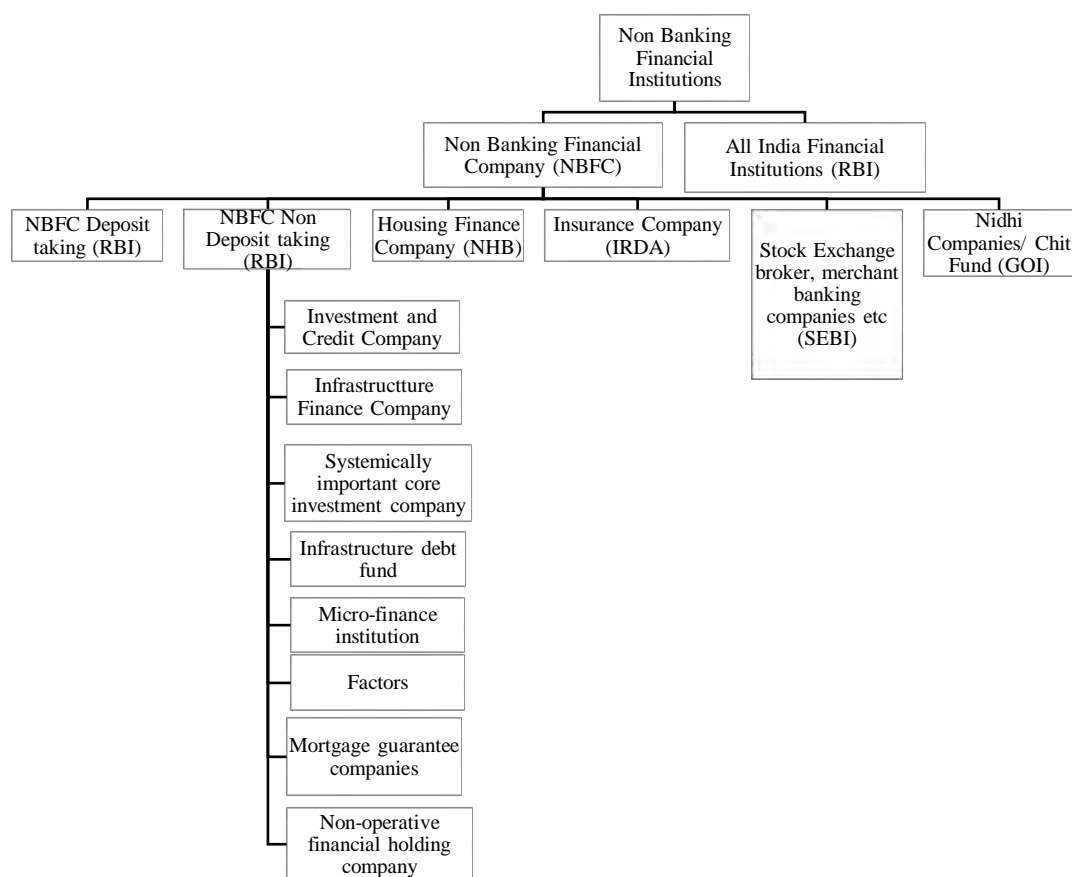 Non Banking
Financial
Institutions
Non Banking Financial
Company (NBFC)
All India Financial
Institutions (RBI)
NBFC Deposit
taking (RBI)
NBFC Non
Deposit taking
(RBI)
Housing Finance
Company (NHB)
Insurance Company
(IRDA)
Stock Exchange
broker, merchant
banking
companies etc
(SEBI)
Nidhi
Companies/ Chit
Fund (GOI)
Investment and
Credit Company
Infrastructture
Finance Company
Systemically
important core
investment company
Infrastructure debt
fund
Micro-finance
institution
Factors
Mortgage guarantee
companies
Non-operative
financial holding
company